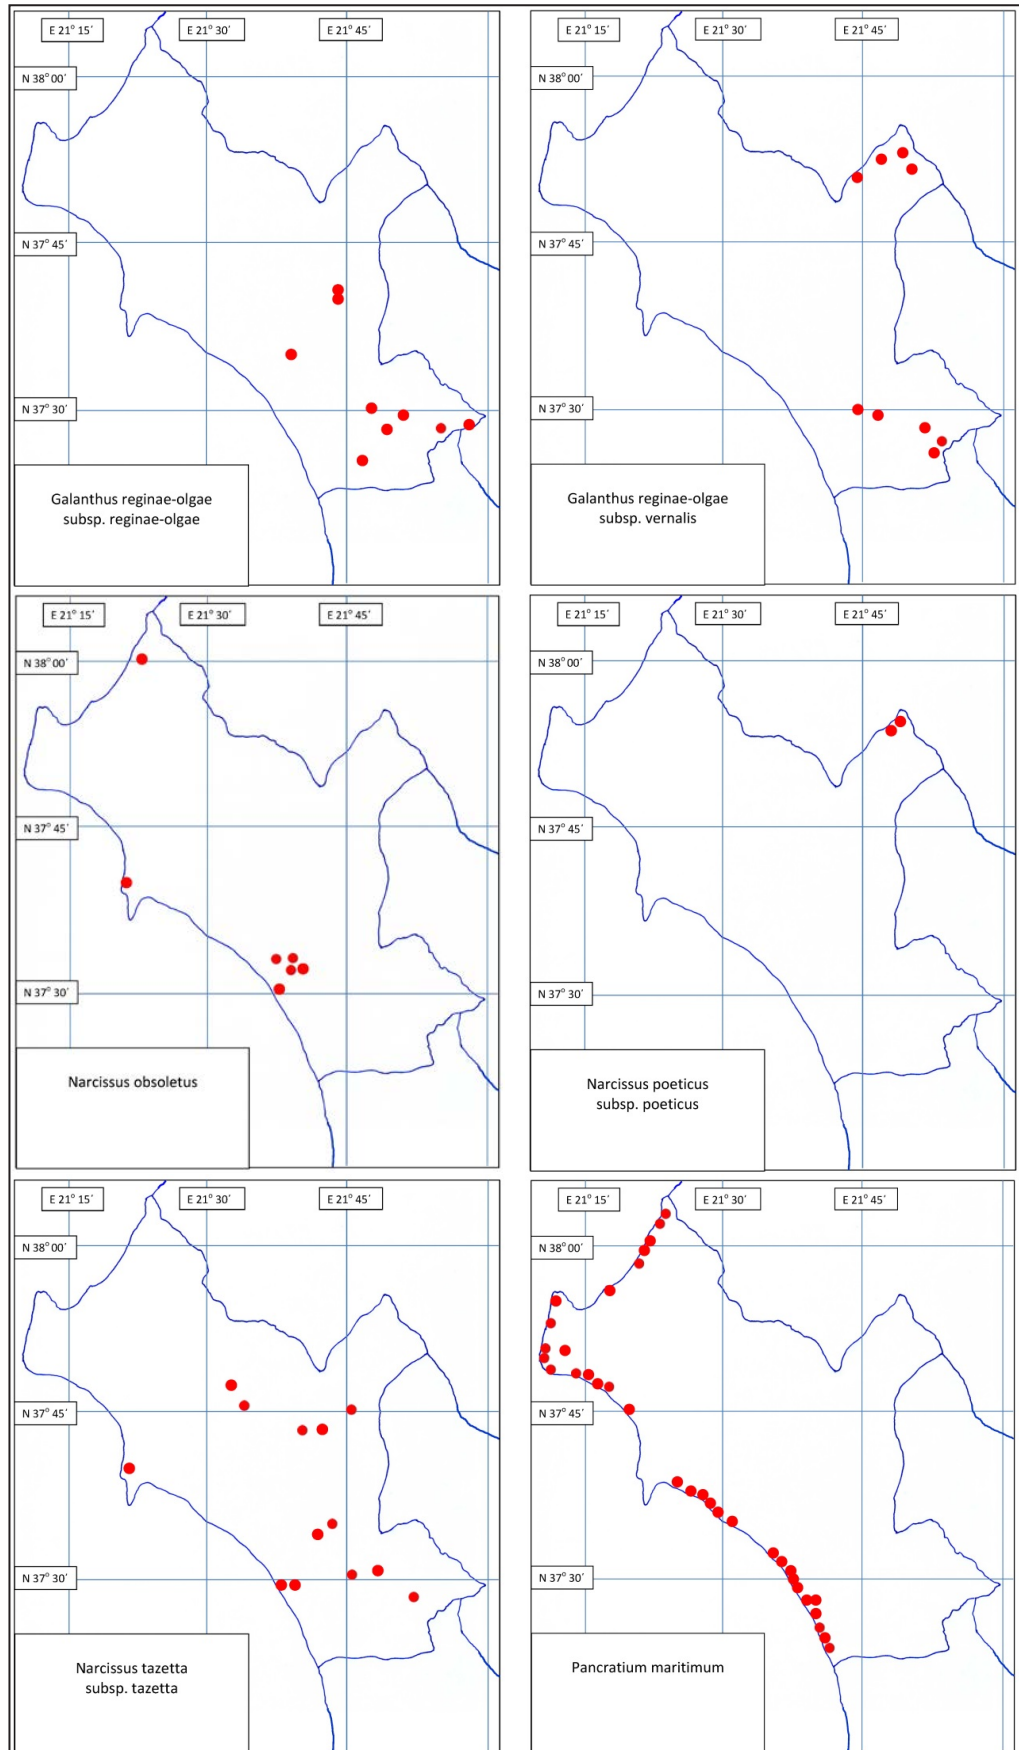 E 21° 15′ E 21° 30′ E 21° 45′
N 38° 00′
N 37° 45′
N 37° 30′
Galanthus reginae-olgae
subsp. reginae-olgae
E 21° 15′ E 21° 30′ E 21° 45′
N 38° 00′
N 37° 45′
N 37° 30′
Galanthus reginae-olgae
subsp. vernalis
E 21° 15′ E 21° 30′ E 21° 45′
N 38° 00′
N 37° 45′
N 37° 30′
Narcissus obsoletus
E 21° 15′ E 21° 30′ E 21° 45′
N 38° 00′
N 37° 45′
N 37° 30′
Narcissus poeticus
subsp. poeticus
E 21° 15′ E 21° 30′ E 21° 45′
N 38° 00′
N 37° 45′
N 37° 30′
Narcissus tazetta
subsp. tazetta
E 21° 15′ E 21° 30′ E 21° 45′
N 38° 00′
N 37° 45′
N 37° 30′
Pancratium maritimum